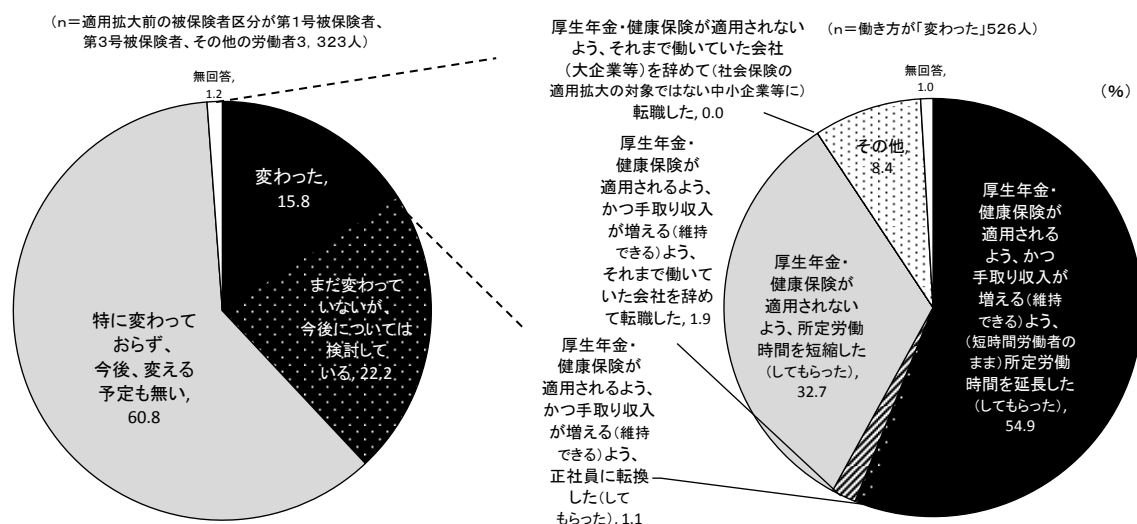 (n=適用拡大前の被保険者区分が第1号被保険者、
第3号被保険者、その他の労働者3,323人)
無回答,
1.2
変わった,
15.8
まだ変わって
いないが、
今後については
検討して
いる, 22.2
特に変わって
おらず、
今後、変える
予定も無い,
60.8
厚生年金・健康保険が適用されない
よう、それまで働いていた会社
(大企業等)を辞めて(社会保険の
適用拡大の対象ではない中小企業等に)
転職した, 0.0
(n=働き方が「変わった」526人)
(%)
無回答,
1.0
その他,
8.4
厚生年金・
健康保険が
適用されるよう、
かつ手取り収入
が増える(維持
できる)よう、
それまで働いて
いた会社を辞め
て転職した, 1.9
厚生年金・
健康保険が
適用されない
よう、所定労働
時間を短縮した
(してもらった),
32.7
厚生年金・
健康保険が
適用される
よう、かつ
手取り収入が
増える(維持
できる)よう、
(短時間労働者の
まま)所定労働
時間を延長した
(してもらった),
54.9
厚生年金・
健康保険が
適用されるよう、
かつ手取り収入
が増える(維持
できる)よう、
正社員に転換
した(して
もらった), 1.1